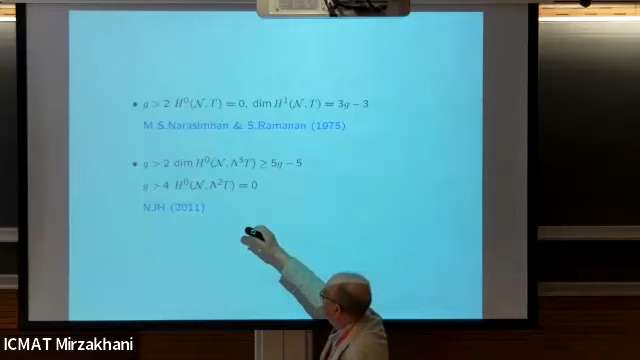 • g > 2 H⁰(𝒩, T) = 0, dim H¹(𝒩, T) = 3g − 3
M.S.Narasimhan & S.Ramanan (1975)
• g > 2 dim H⁰(𝒩, Λ³T) ≥ 5g − 5
g > 4 H⁰(𝒩, Λ²T) = 0
NJH (2011)
ICMAT Mirzakhani